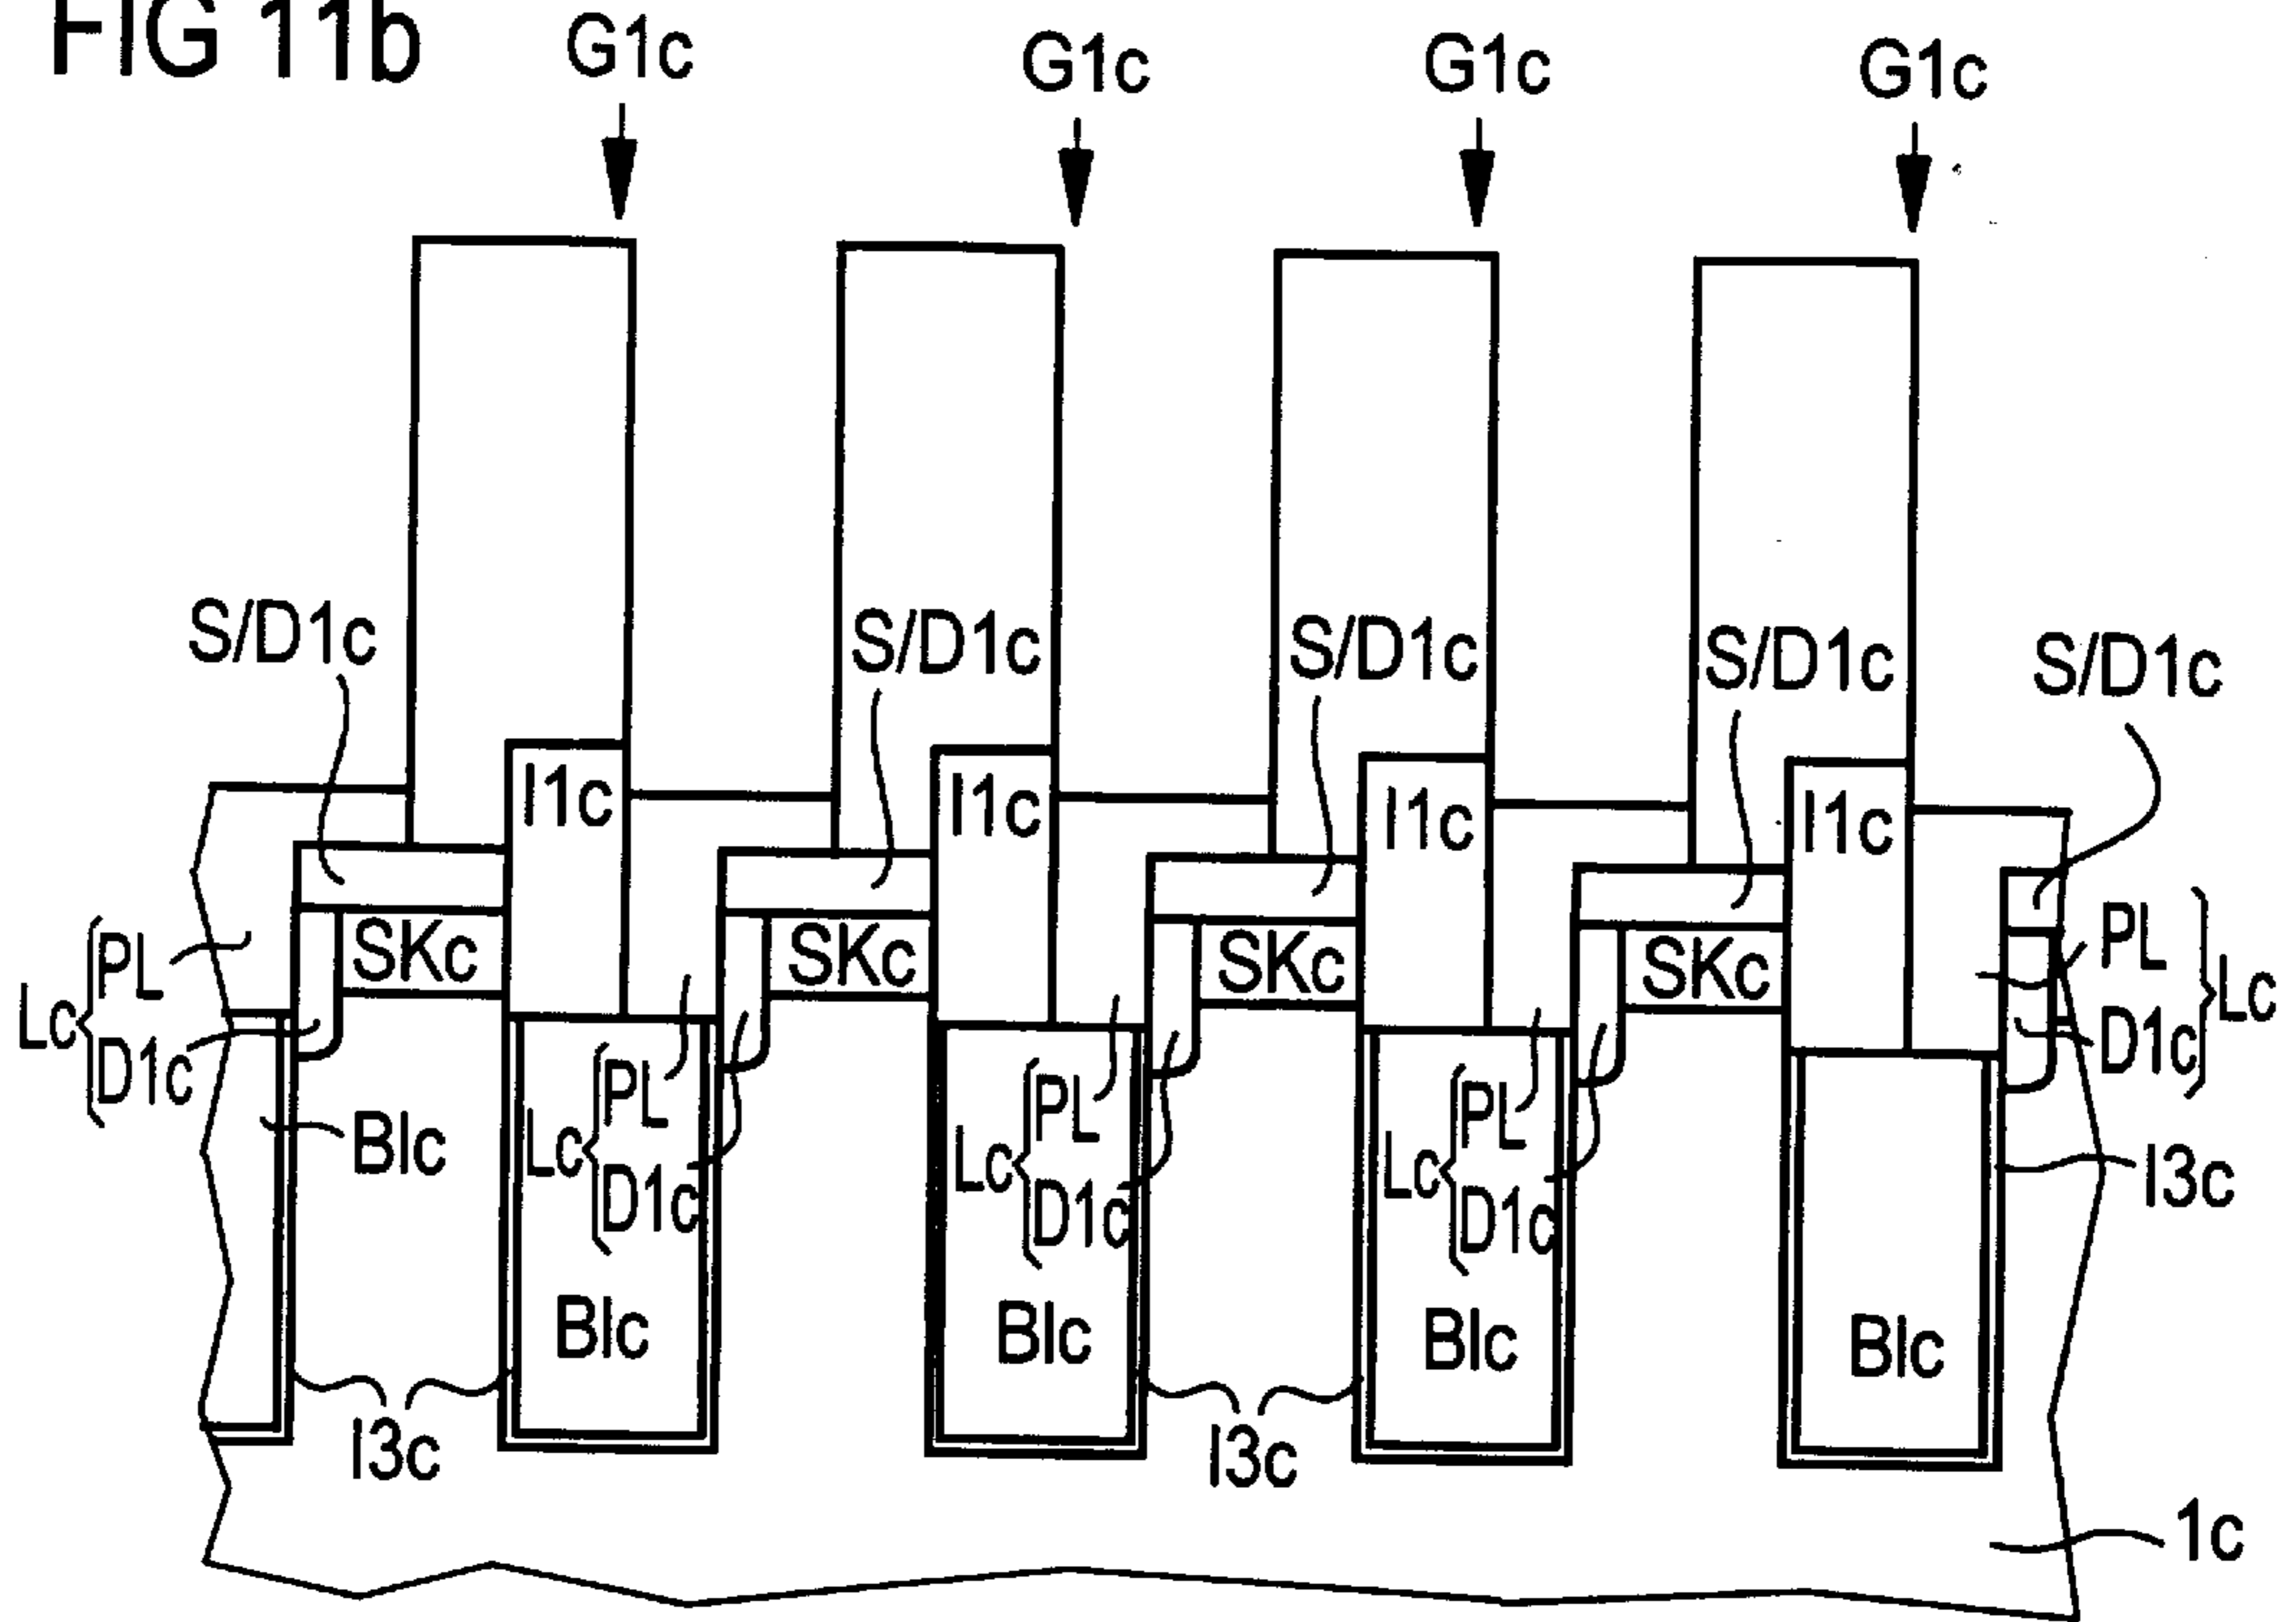 FIG 11b
G1c G1c G1c G1c
S/D1c S/D1c S/D1c S/D1c S/D1c
I1c I1c I1c I1c
SKc SKc SKc SKc
Lc { PL D1c
PL D1c } Lc
Blc
Lc { PL D1c
Lc { PL D1c
Lc { PL D1c
I3c
Blc Blc Blc Blc
I3c I3c
1c